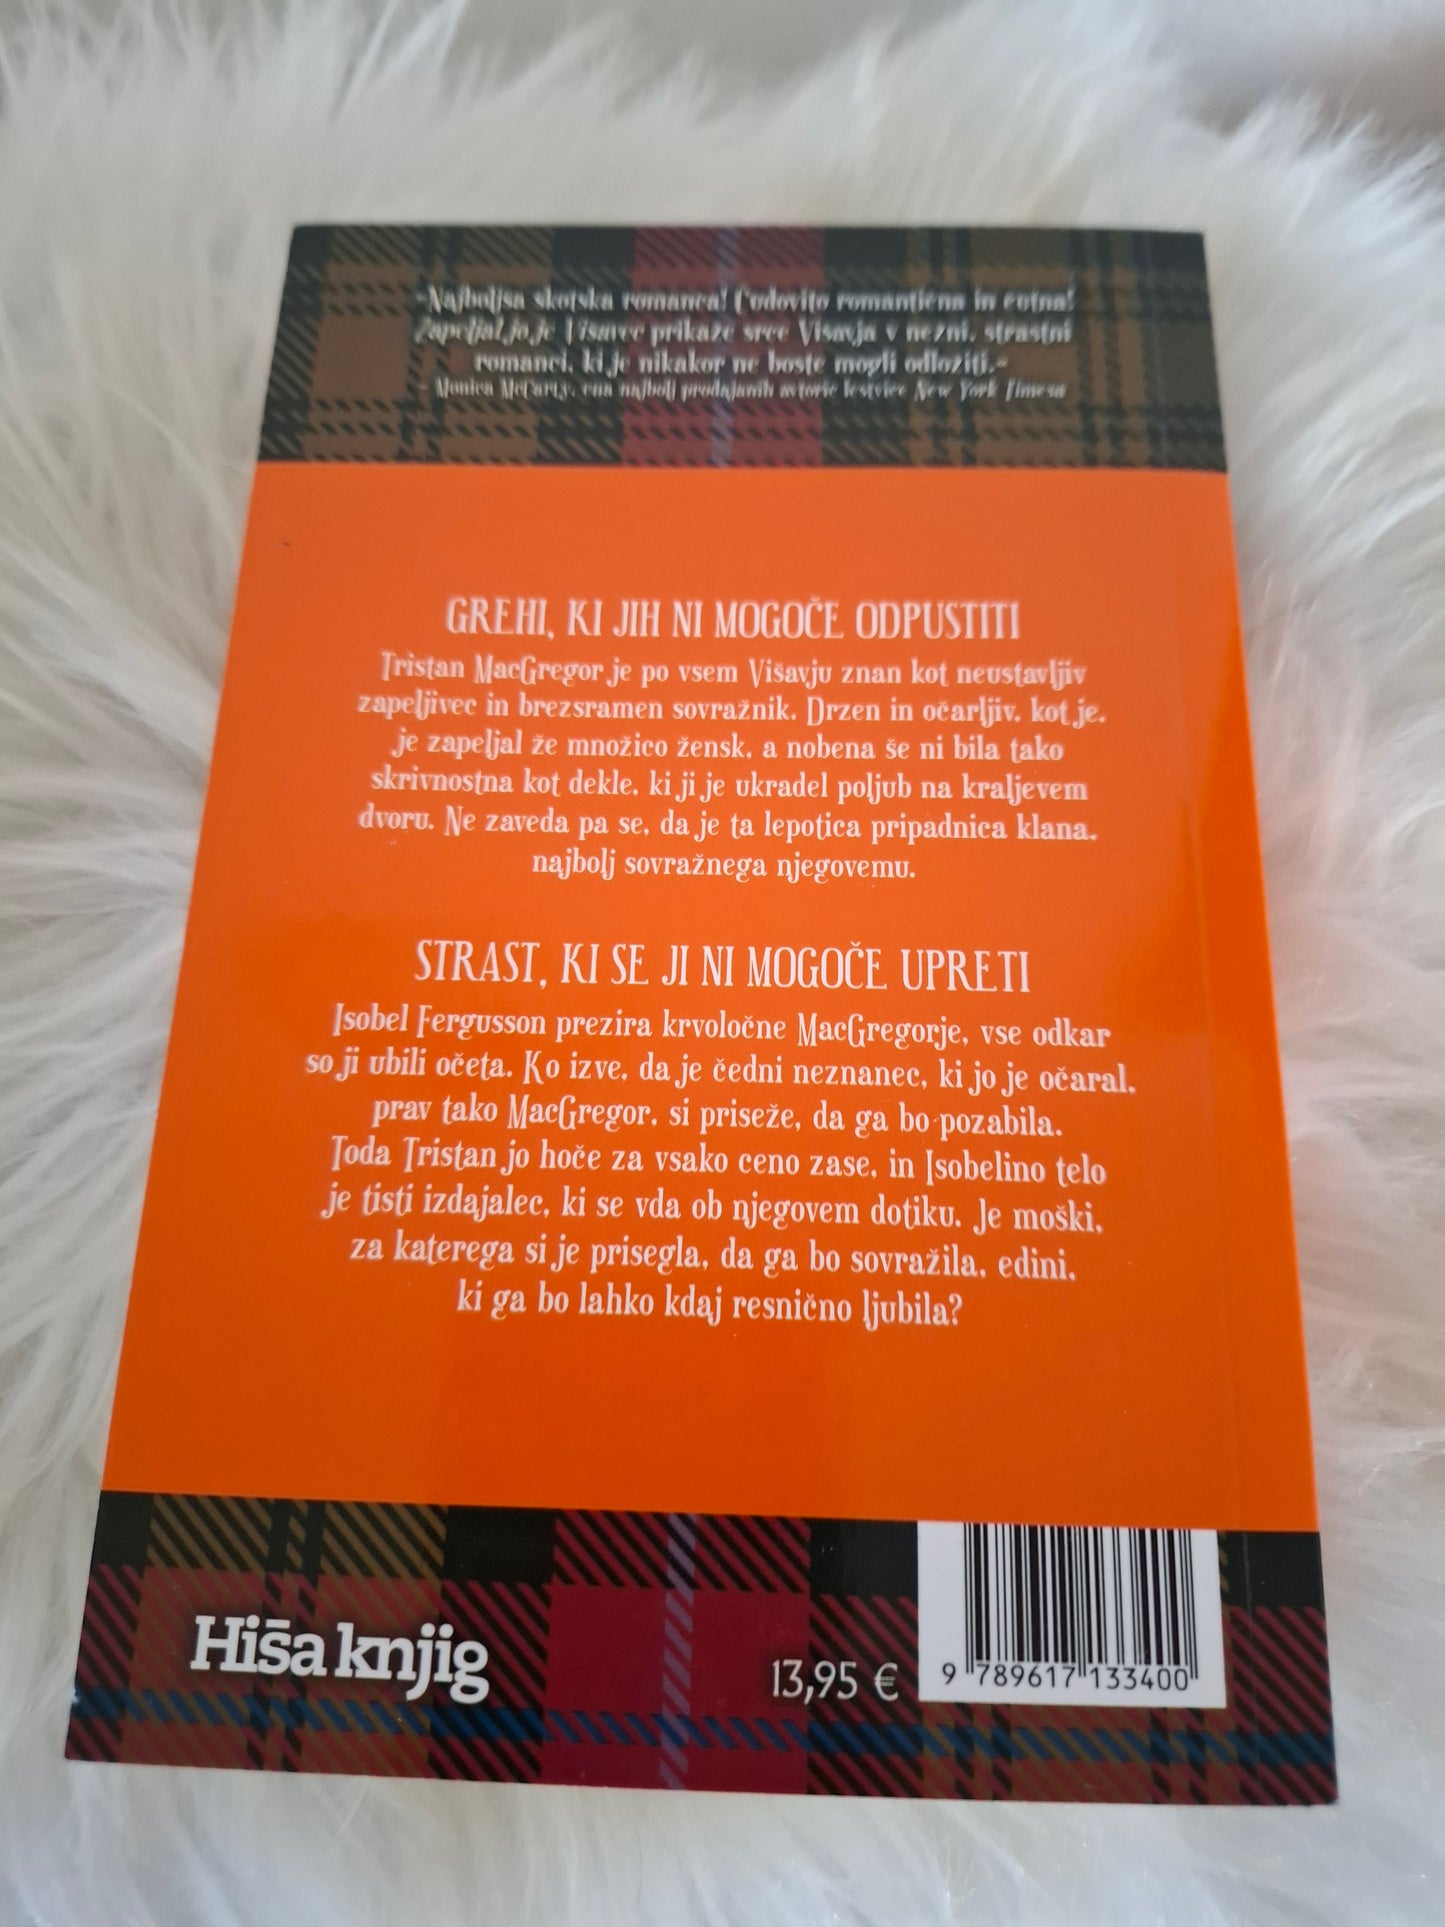 »Najboljša škotska romanca! Čudovito romantična in čutna!
Zapeljal jo je Višavec prikaže srce Višavja v nežni, strastni
romanci, ki je nikakor ne boste mogli odložiti.«
– Monica McCarty, ena najbolj prodajanih avtoric lestvice New York Timesa
GREHI, KI JIH NI MOGOČE ODPUSTITI
Tristan MacGregor je po vsem Višavju znan kot neustavljiv
zapeljivec in brezsramen sovražnik. Drzen in očarljiv, kot je,
je zapeljal že množico žensk, a nobena še ni bila tako
skrivnostna kot dekle, ki ji je ukradel poljub na kraljevem
dvoru. Ne zaveda pa se, da je ta lepotica pripadnica klana,
najbolj sovražnega njegovemu.
STRAST, KI SE JI NI MOGOČE UPRETI
Isobel Fergusson prezira krvoločne MacGregorje, vse odkar
so ji ubili očeta. Ko izve, da je čedni neznanec, ki jo je očaral,
prav tako MacGregor, si priseže, da ga bo pozabila.
Toda Tristan jo hoče za vsako ceno zase, in Isobelino telo
je tisti izdajalec, ki se vda ob njegovem dotiku. Je moški,
za katerega si je prisegla, da ga bo sovražila, edini,
ki ga bo lahko kdaj resnično ljubila?
Hiša knjig
13,95 €
9 789617 133400